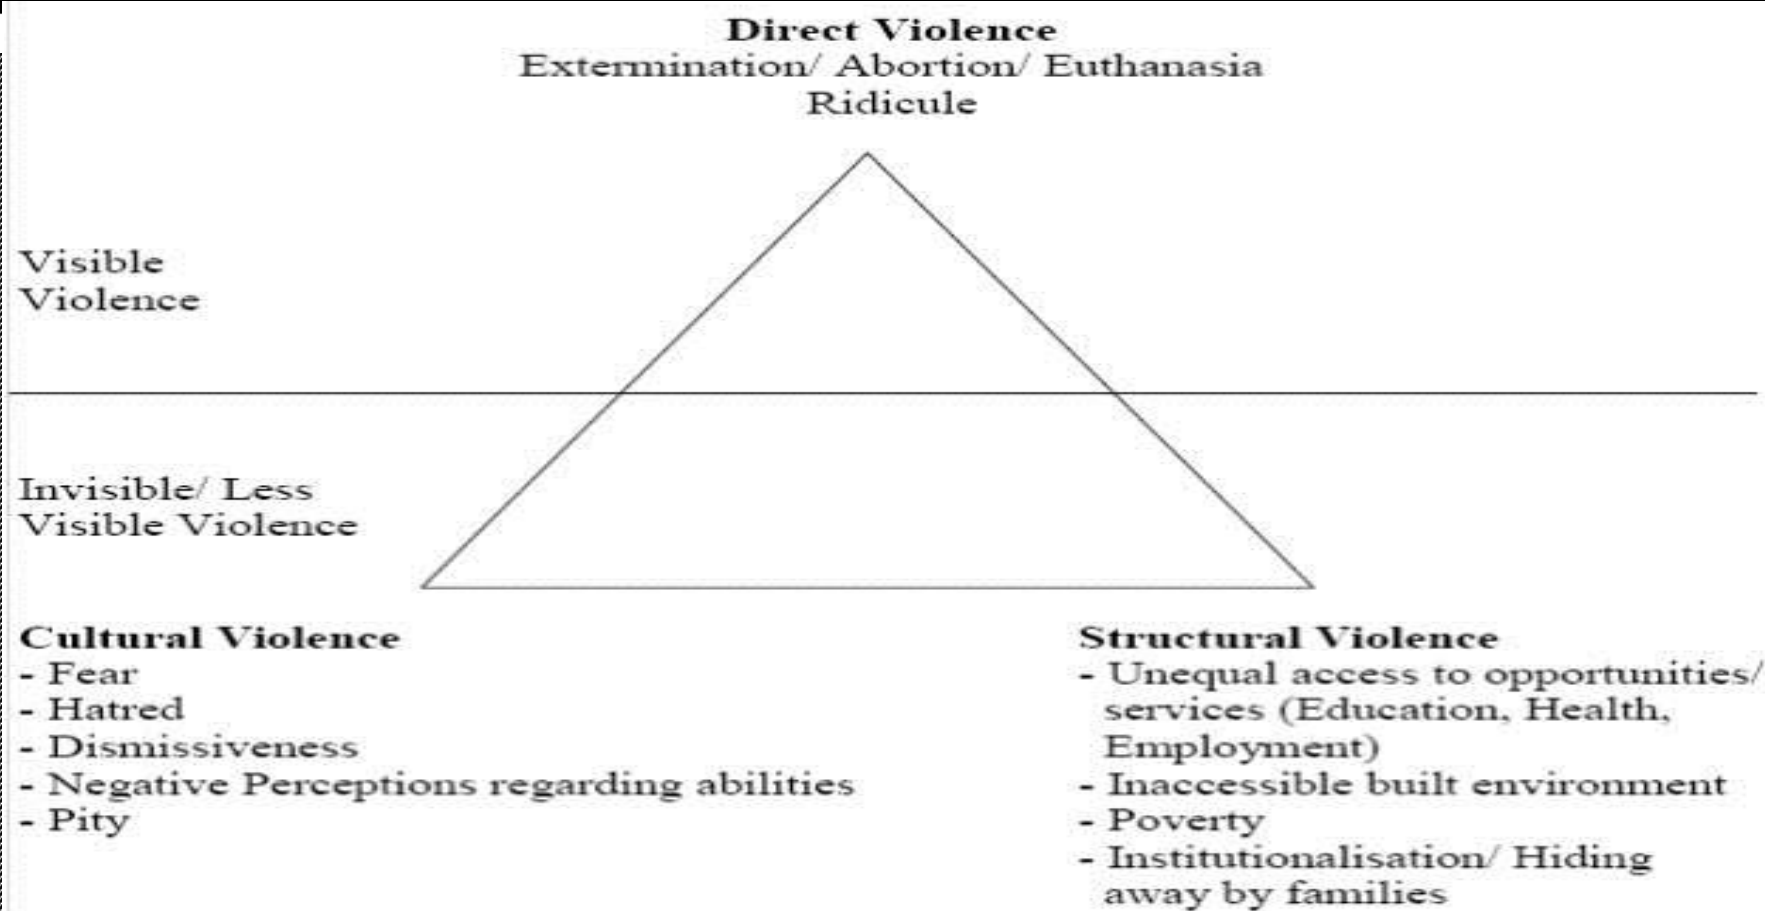 Direct Violence
Extermination/ Abortion/ Euthanasia
Ridicule
Visible
Violence
Invisible/ Less
Visible Violence
Cultural Violence
- Fear
- Hatred
- Dismissiveness
- Negative Perceptions regarding abilities
- Pity
Structural Violence
- Unequal access to opportunities/
services (Education, Health,
Employment)
- Inaccessible built environment
- Poverty
- Institutionalisation/ Hiding
away by families